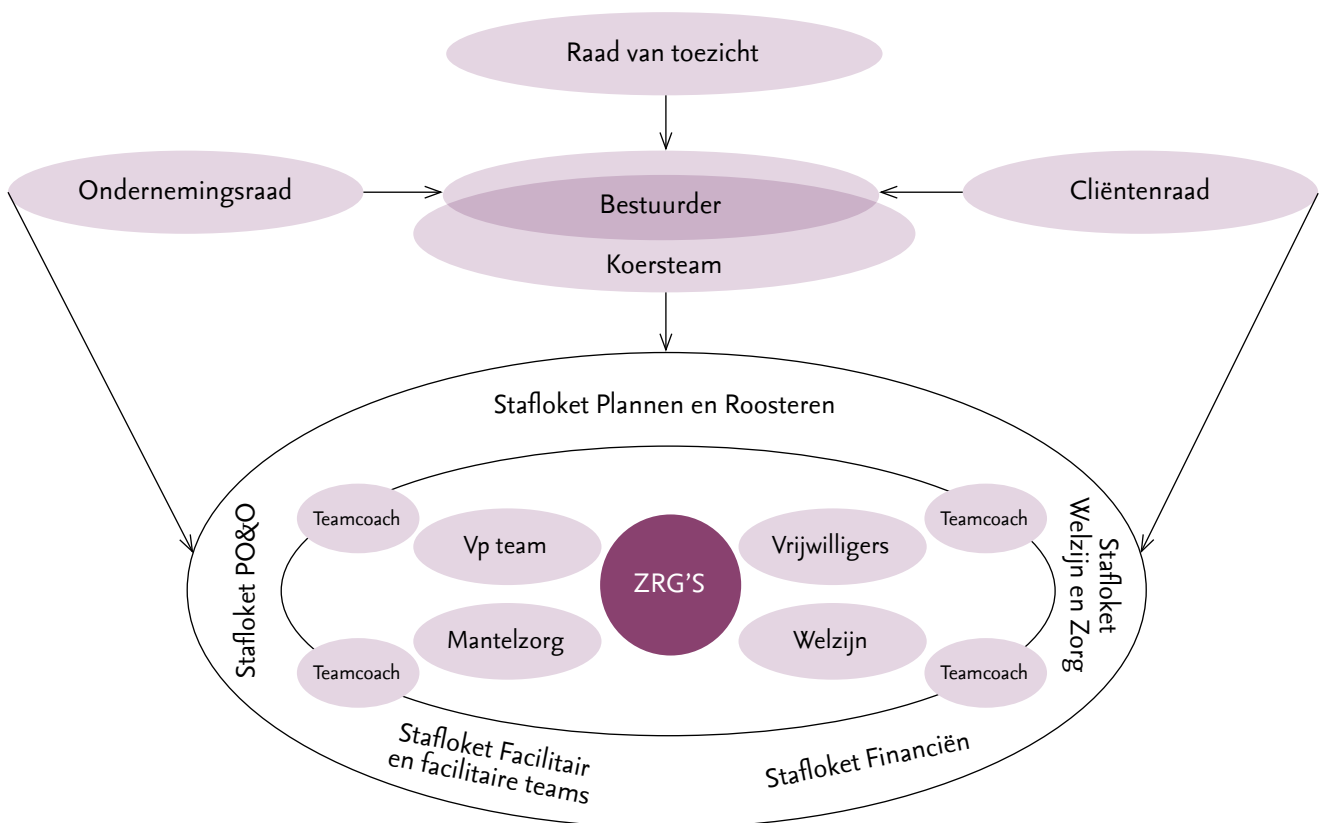 Raad van toezicht
Ondernemingsraad
Bestuurder
Cliëntenraad
Koersteam
Stafloket Plannen en Roosteren
Stafloket PO&O
Teamcoach
Vp team
ZRG'S
Vrijwilligers
Teamcoach
Stafloket
Welzijn en Zorg
Mantelzorg
Welzijn
Teamcoach
Teamcoach
Stafloket Facilitair
en facilitaire teams
Stafloket Financiën